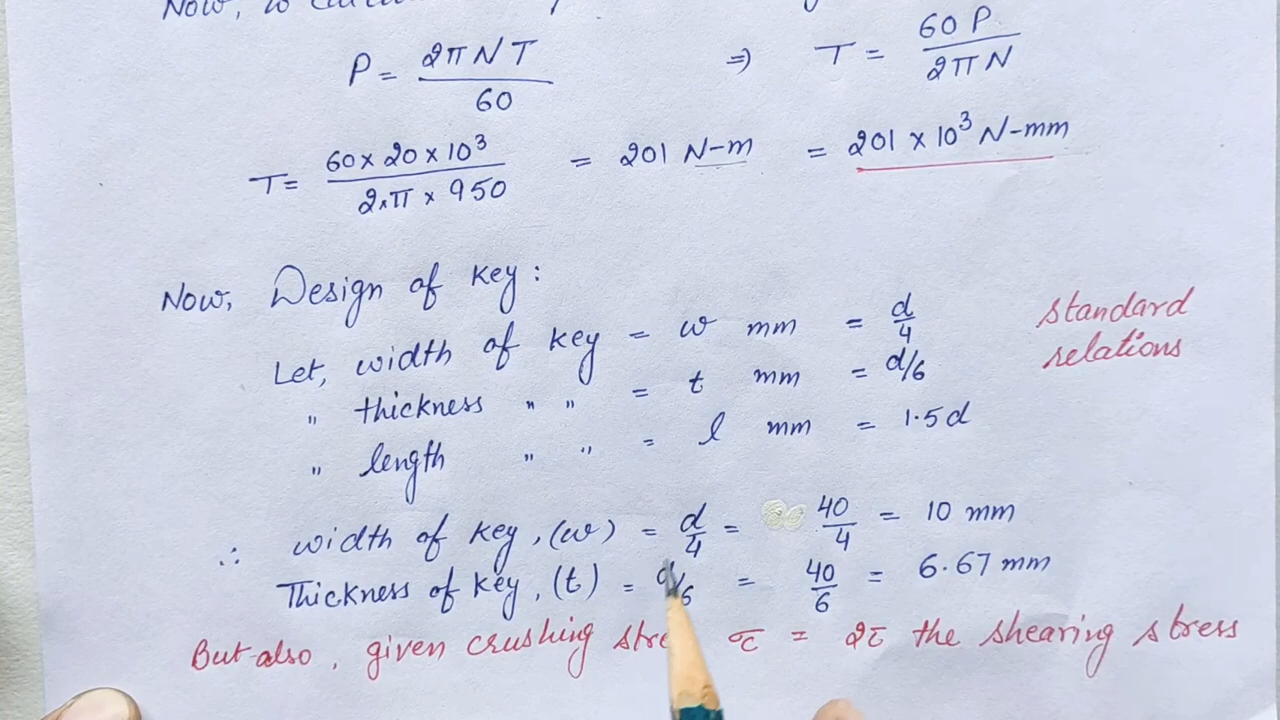 Now, to
P = 2πNT / 60 ⇒ T = 60 P / 2πN
T = 60 x 20 x 10³ / 2 x π x 950 = 201 N-m = 201 x 10³ N-mm
Now, Design of key:
Let, width of key = w mm = d/4 standard
" thickness " " = t mm = d/6 relations
" length " " = l mm = 1.5d
∴ width of key, (w) = d/4 = 40/4 = 10 mm
Thickness of key, (t) = d/6 = 40/6 = 6.67 mm
But also, given crushing σc = 2τ the shearing stress